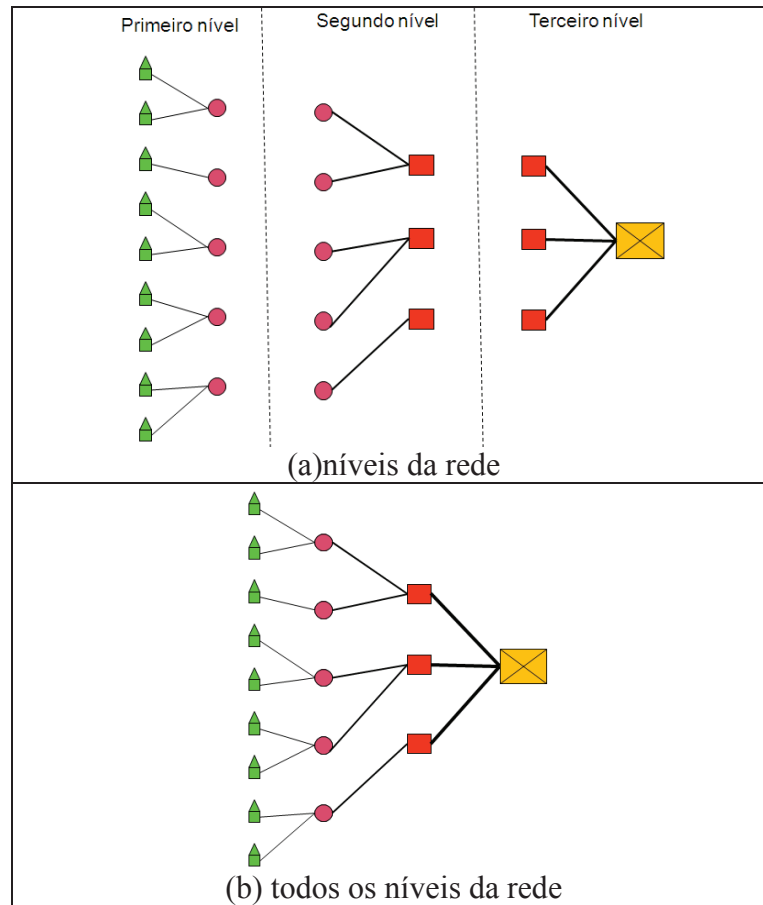 Primeiro nível
Segundo nível
Terceiro nível
(a)níveis da rede
(b) todos os níveis da rede